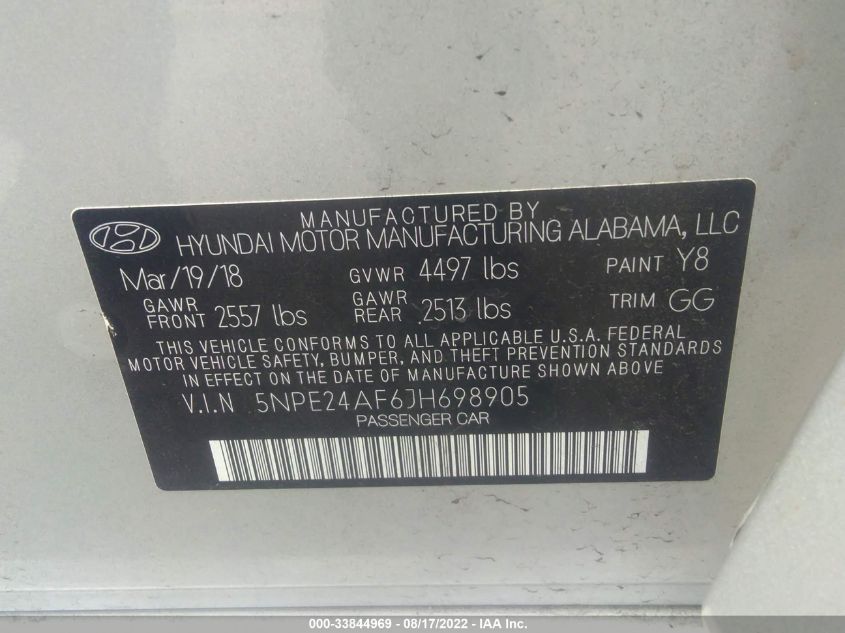 MANUFACTURED BY
HYUNDAI MOTOR MANUFACTURING ALABAMA, LLC
Mar/19/18 GVWR 4497 lbs PAINT Y8
GAWR FRONT 2557 lbs GAWR REAR 2513 lbs TRIM GG
THIS VEHICLE CONFORMS TO ALL APPLICABLE U.S.A. FEDERAL
MOTOR VEHICLE SAFETY, BUMPER, AND THEFT PREVENTION STANDARDS
IN EFFECT ON THE DATE OF MANUFACTURE SHOWN ABOVE
V.I.N 5NPE24AF6JH698905
PASSENGER CAR
000-33844969 - 08/17/2022 - IAA Inc.